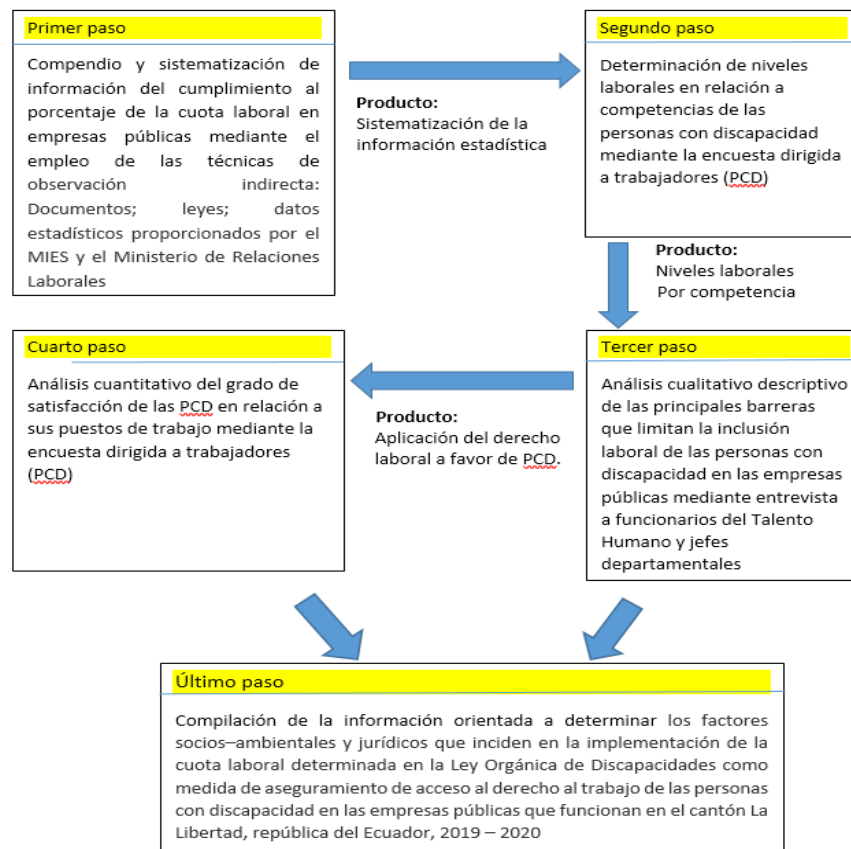 Primer paso
Compendio y sistematización de
información del cumplimiento al
porcentaje de la cuota laboral en
empresas públicas mediante el
empleo de las técnicas de
observación indirecta:
Documentos; leyes; datos
estadísticos proporcionados por el
MIES y el Ministerio de Relaciones
Laborales
Producto:
Sistematización de la
información estadística
Segundo paso
Determinación de niveles
laborales en relación a
competencias de las
personas con discapacidad
mediante la encuesta dirigida
a trabajadores (PCD)
Producto:
Niveles laborales
Por competencia
Tercer paso
Análisis cualitativo descriptivo
de las principales barreras
que limitan la inclusión
laboral de las personas con
discapacidad en las empresas
públicas mediante entrevista
a funcionarios del Talento
Humano y jefes
departamentales
Producto:
Aplicación del derecho
laboral a favor de PCD.
Cuarto paso
Análisis cuantitativo del grado de
satisfacción de las PCD en relación a
sus puestos de trabajo mediante la
encuesta dirigida a trabajadores
(PCD)
Último paso
Compilación de la información orientada a determinar los factores
socios–ambientales y jurídicos que inciden en la implementación de la
cuota laboral determinada en la Ley Orgánica de Discapacidades como
medida de aseguramiento de acceso al derecho al trabajo de las personas
con discapacidad en las empresas públicas que funcionan en el cantón La
Libertad, república del Ecuador, 2019 – 2020